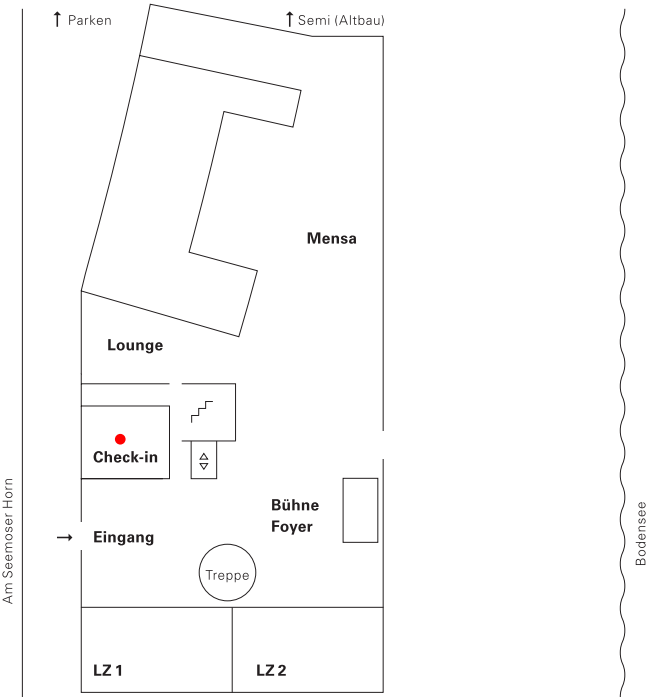 ↑ Parken
↑ Semi (Altbau)
Mensa
Lounge
Check-in
Am Seemoser Horn
Bühne
Foyer
Bodensee
→ Eingang
Treppe
LZ 1
LZ 2